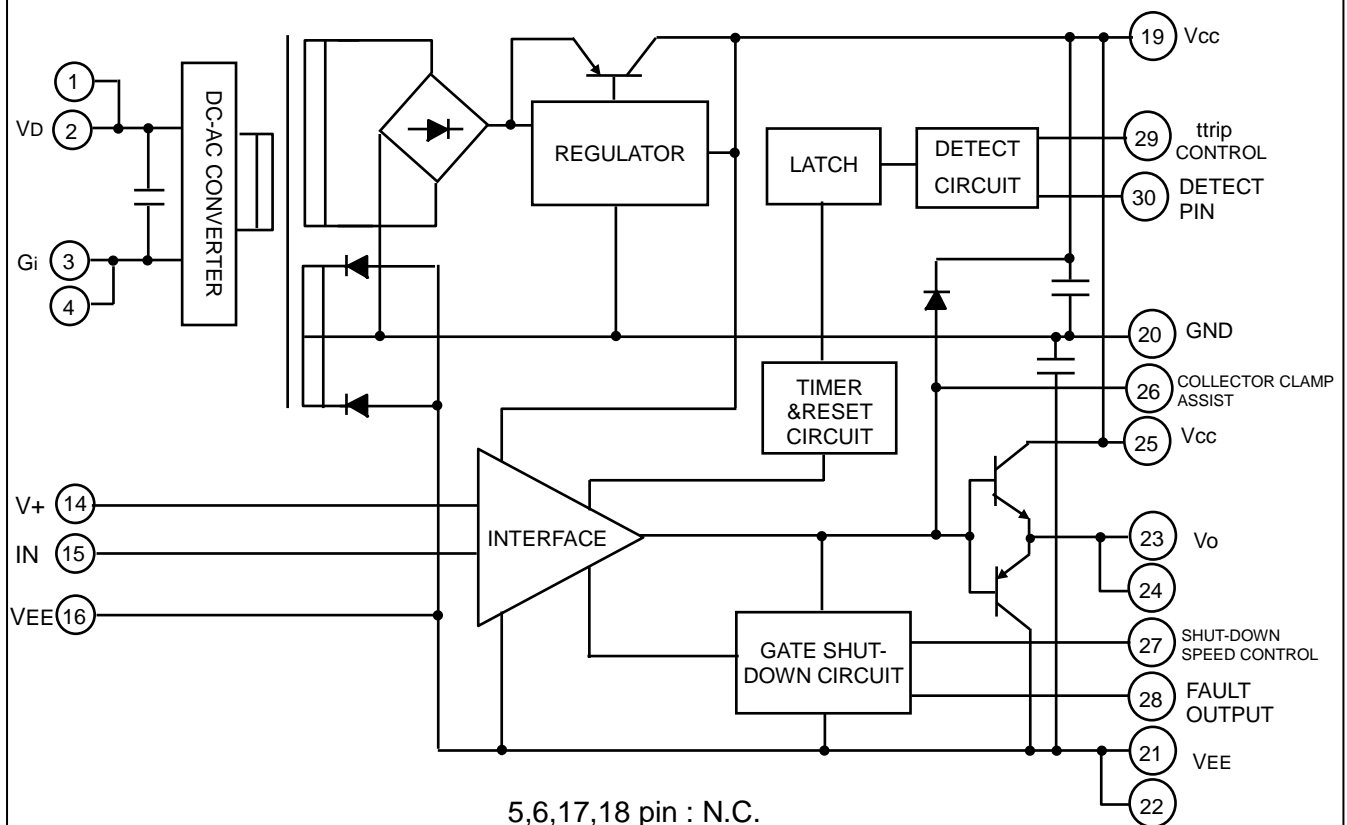 1
VD
2
Gi
3
4
DC-AC CONVERTER
REGULATOR
LATCH
DETECT
CIRCUIT
19
Vcc
29
ttrip
CONTROL
30
DETECT
PIN
20
GND
TIMER
&RESET
CIRCUIT
26
COLLECTOR CLAMP
ASSIST
25
Vcc
V+
14
IN
15
VEE
16
INTERFACE
23
Vo
24
GATE SHUT-
DOWN CIRCUIT
27
SHUT-DOWN
SPEED CONTROL
28
FAULT
OUTPUT
21
VEE
22
5,6,17,18 pin : N.C.